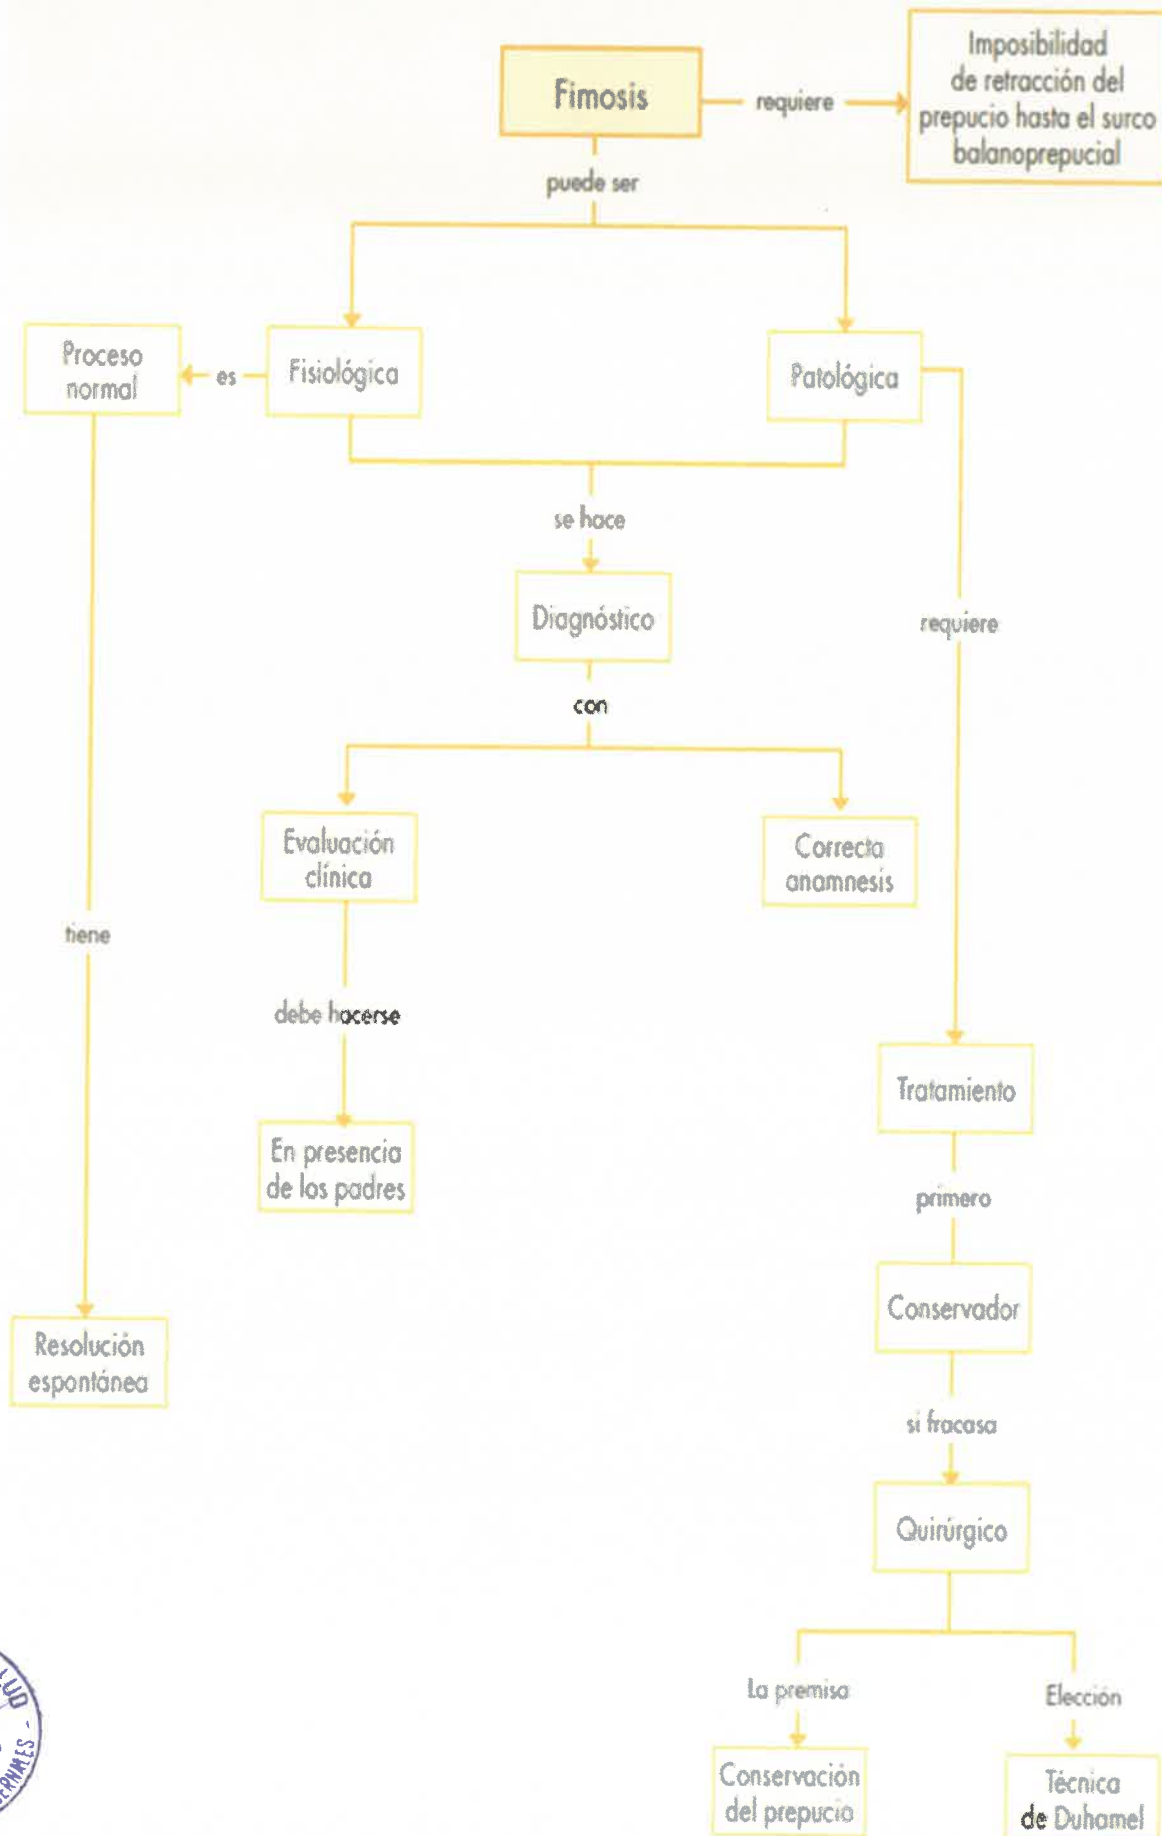 Imposibilidad
de retracción del
prepucio hasta el surco
balanoprepucial
Fimosis
requiere
puede ser
Proceso
normal
es
Fisiológica
Patológica
se hace
Diagnóstico
requiere
con
Evaluación
clínica
Correcta
anamnesis
tiene
debe hacerse
Tratamiento
En presencia
de los padres
primero
Conservador
Resolución
espontánea
si fracasa
Quirúrgico
La premisa
Elección
Conservación
del prepucio
Técnica
de Duhamel